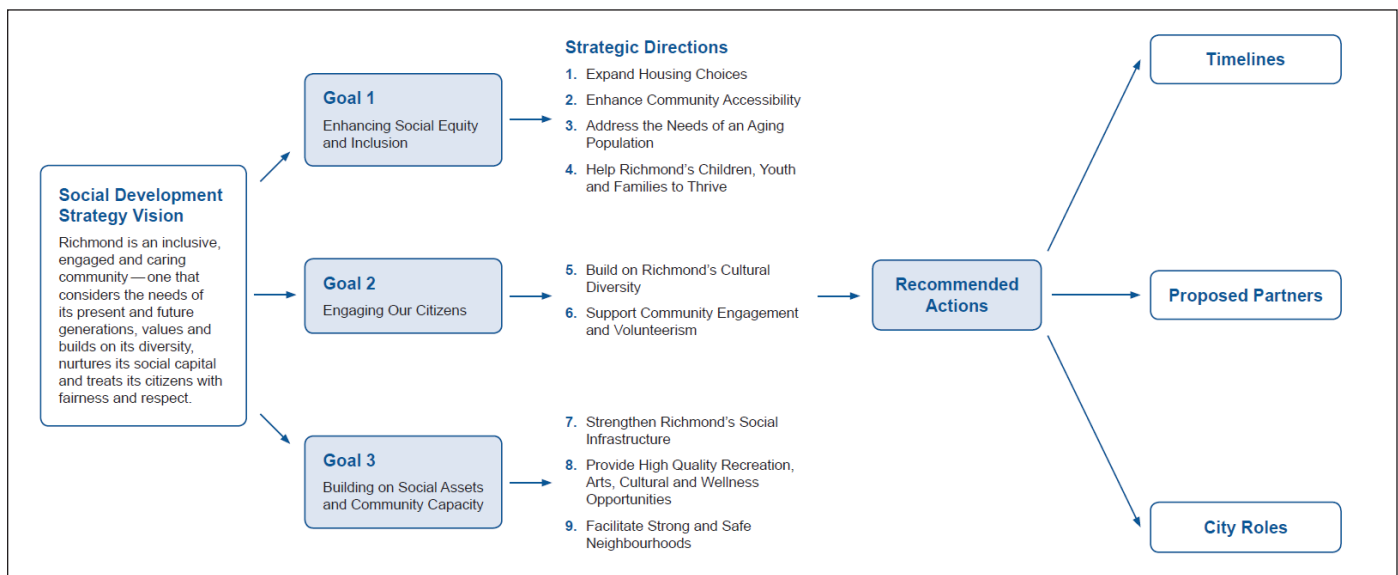 Social Development
Strategy Vision
Richmond is an inclusive,
engaged and caring
community — one that
considers the needs of
its present and future
generations, values and
builds on its diversity,
nurtures its social capital
and treats its citizens with
fairness and respect.
Goal 1
Enhancing Social Equity
and Inclusion
Goal 2
Engaging Our Citizens
Goal 3
Building on Social Assets
and Community Capacity
Strategic Directions
1. Expand Housing Choices
2. Enhance Community Accessibility
3. Address the Needs of an Aging
Population
4. Help Richmond’s Children, Youth
and Families to Thrive
5. Build on Richmond’s Cultural
Diversity
6. Support Community Engagement
and Volunteerism
7. Strengthen Richmond’s Social
Infrastructure
8. Provide High Quality Recreation,
Arts, Cultural and Wellness
Opportunities
9. Facilitate Strong and Safe
Neighbourhoods
Recommended
Actions
Timelines
Proposed Partners
City Roles